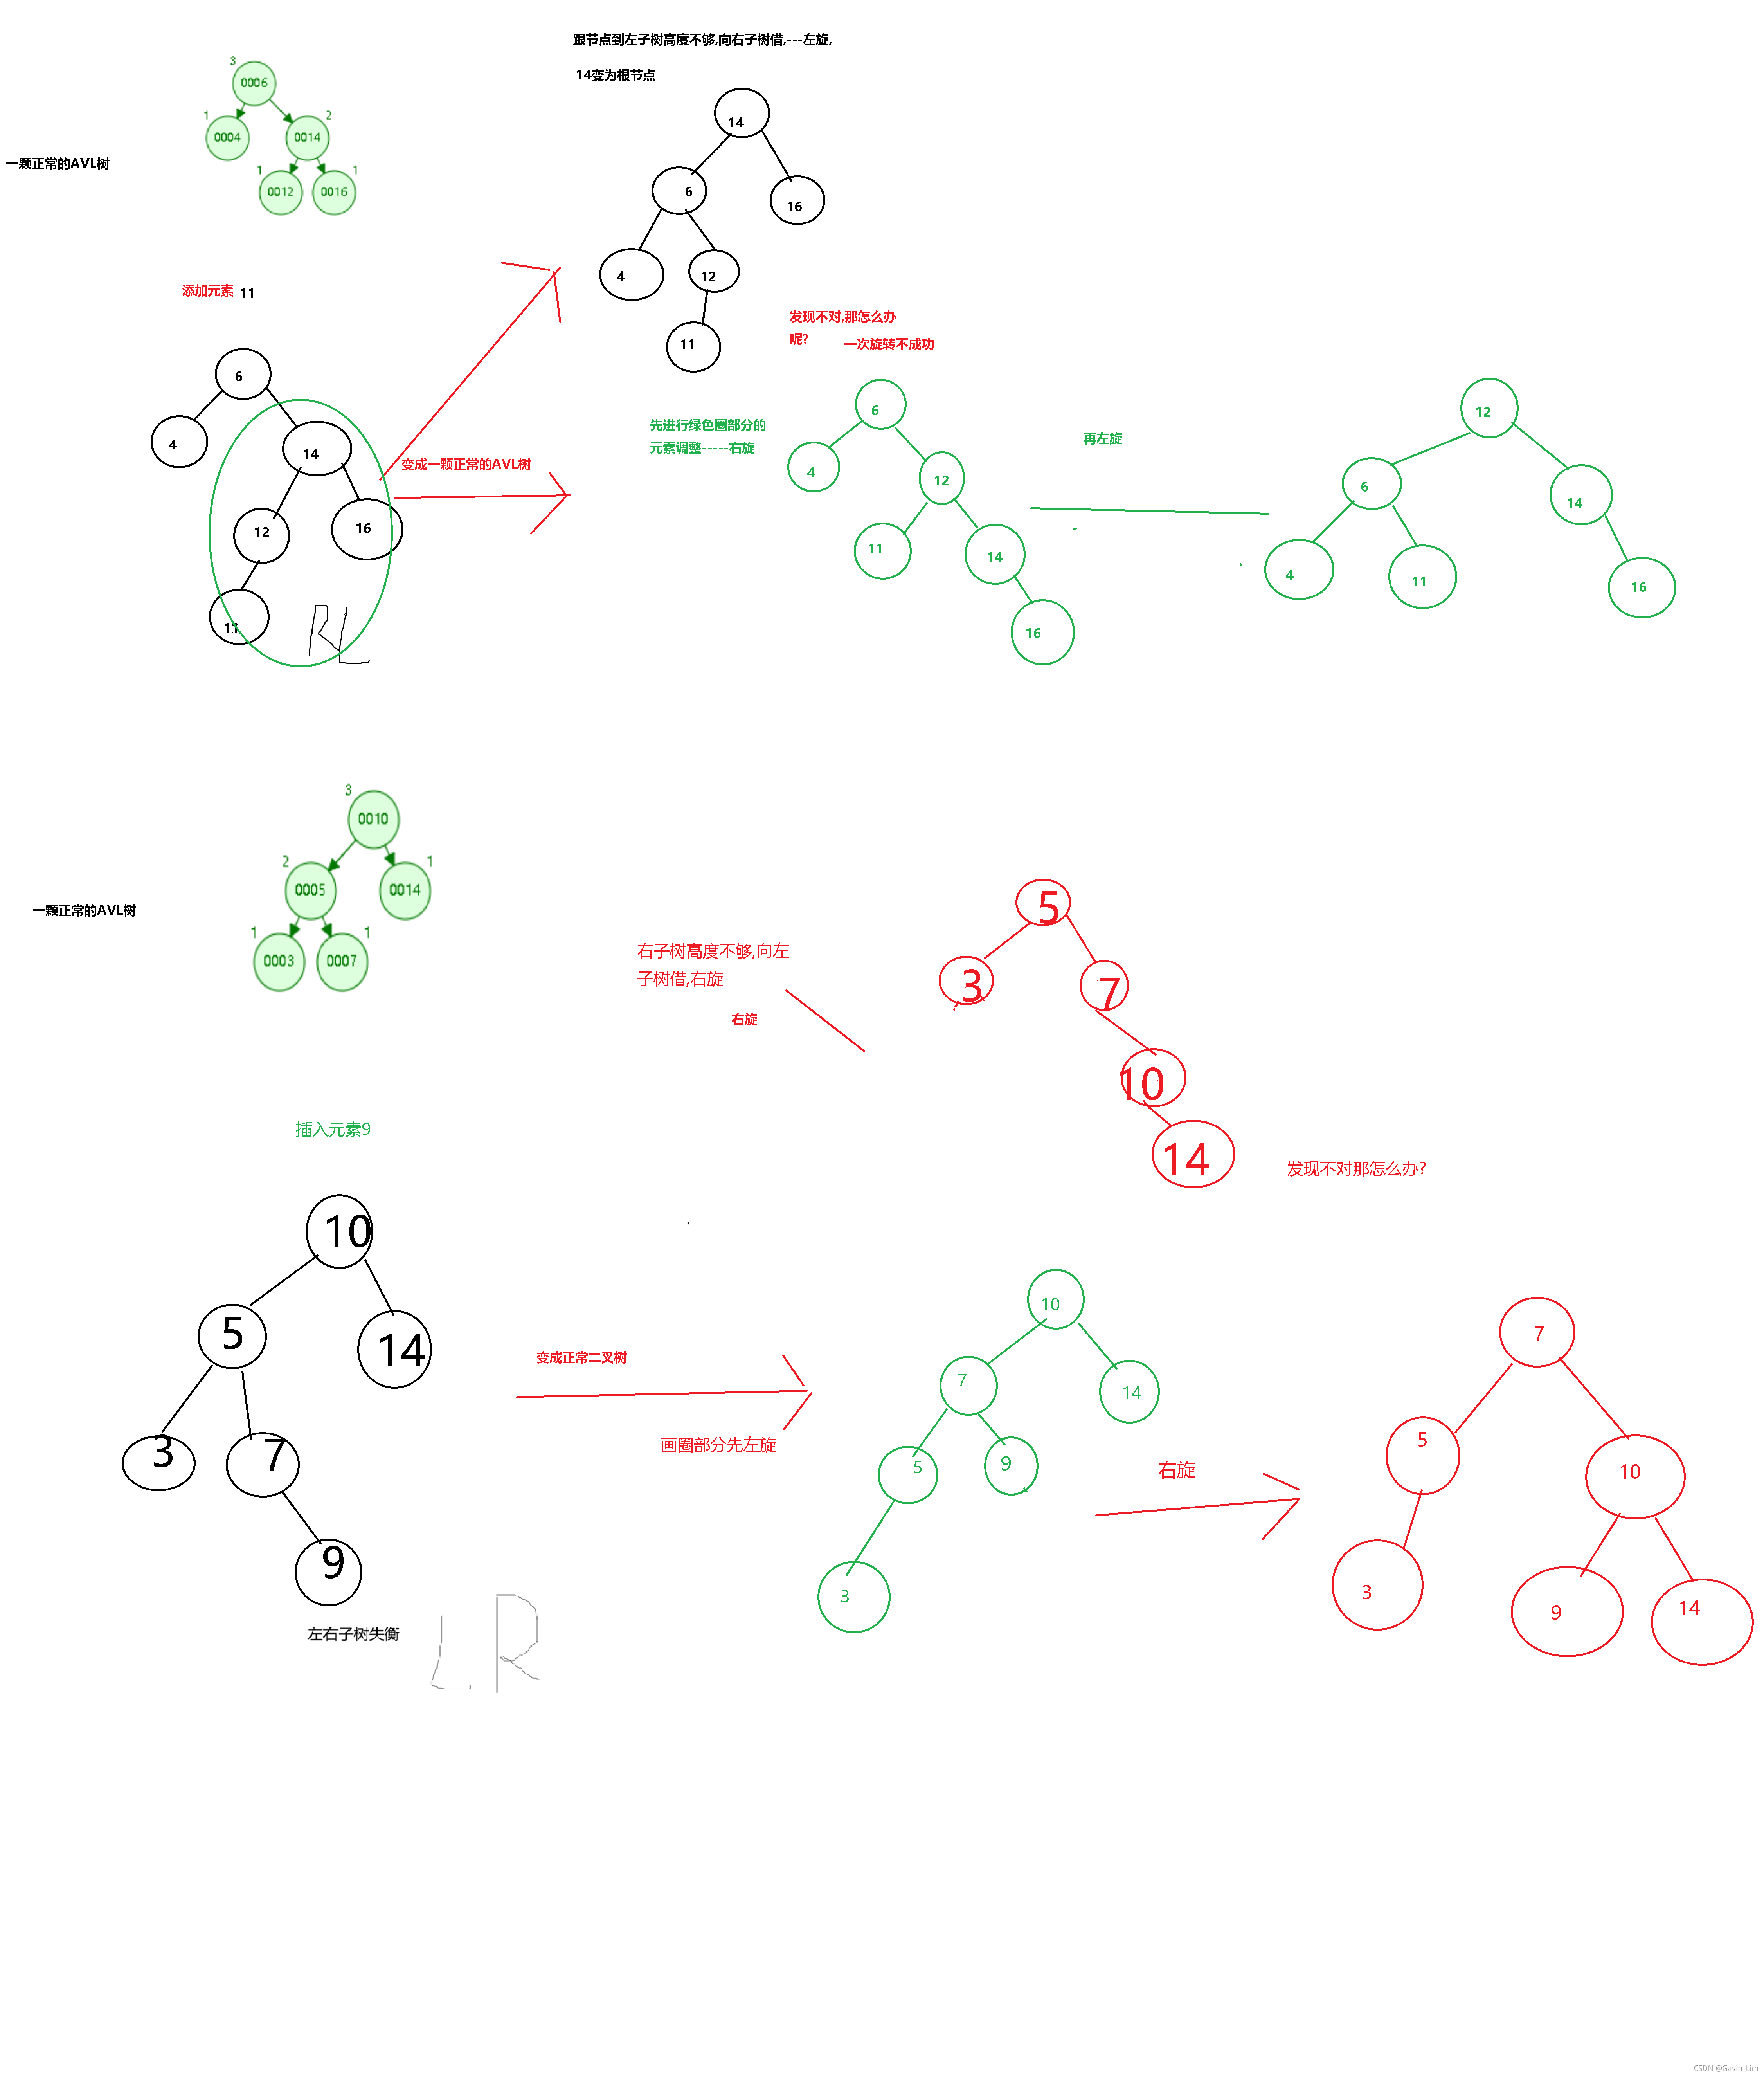 跟节点到左子树高度不够,向右子树借,---左旋,
14变为根节点
3
0006
1
2
0004
0014
1
1
0012
0016
一颗正常的AVL树
14
6
16
4
12
11
添加元素 11
6
4
14
12
16
11
RL
变成一颗正常的AVL树
发现不对,那怎么办
呢?
一次旋转不成功
先进行绿色圈部分的
元素调整-----右旋
6
4
12
11
14
16
再左旋
12
6
14
4
11
16
3
0010
2
1
0005
0014
1
1
0003
0007
一颗正常的AVL树
右子树高度不够,向左
子树借,右旋
右旋
5
3
7
10
14
发现不对那怎么办?
插入元素9
10
5
14
3
7
9
左右子树失衡
LR
变成正常二叉树
画圈部分先左旋
10
7
14
5
9
3
右旋
7
5
10
3
9
14
CSDN @Gavin_Lim